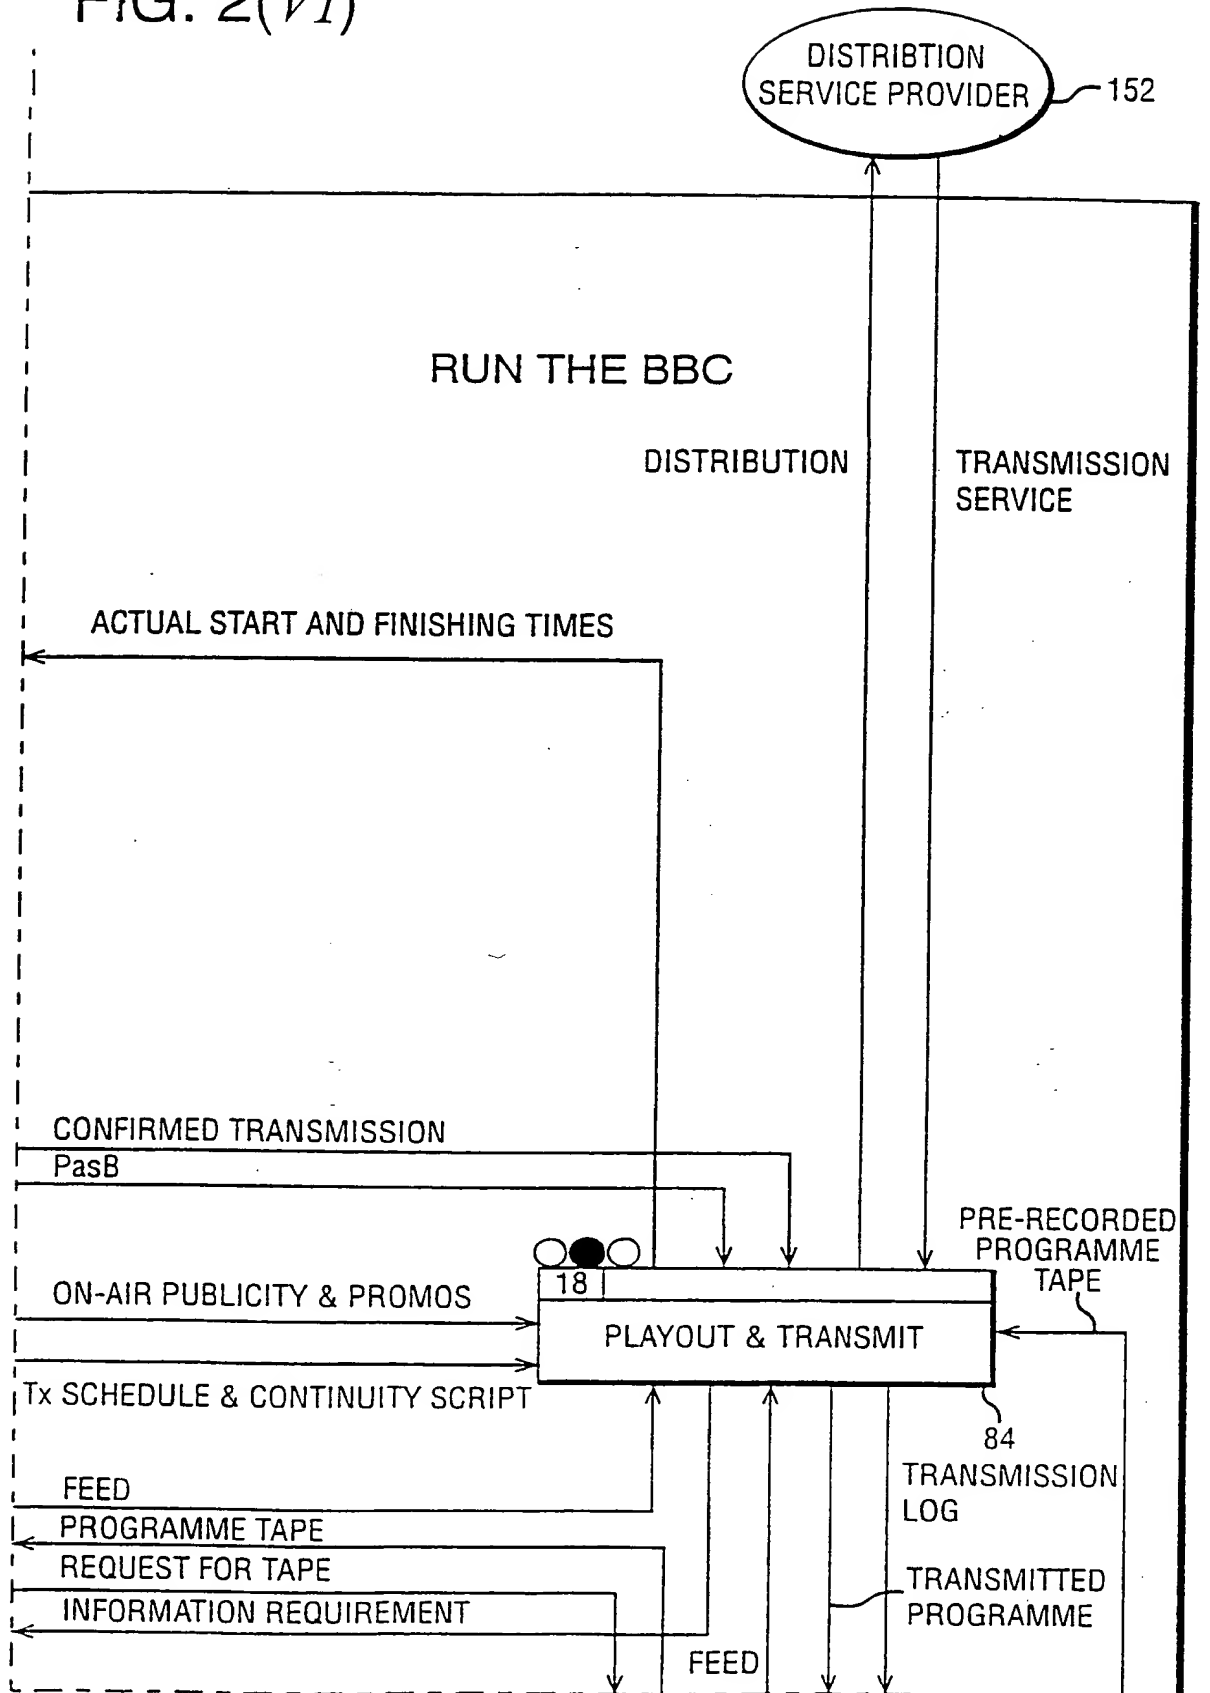 FIG. 2(VI)
DISTRIBTION
SERVICE PROVIDER
152
RUN THE BBC
DISTRIBUTION
TRANSMISSION
SERVICE
ACTUAL START AND FINISHING TIMES
CONFIRMED TRANSMISSION
PasB
PRE-RECORDED
PROGRAMME
TAPE
18
ON-AIR PUBLICITY & PROMOS
PLAYOUT & TRANSMIT
Tx SCHEDULE & CONTINUITY SCRIPT
84
TRANSMISSION
LOG
FEED
PROGRAMME TAPE
REQUEST FOR TAPE
INFORMATION REQUIREMENT
TRANSMITTED
PROGRAMME
FEED